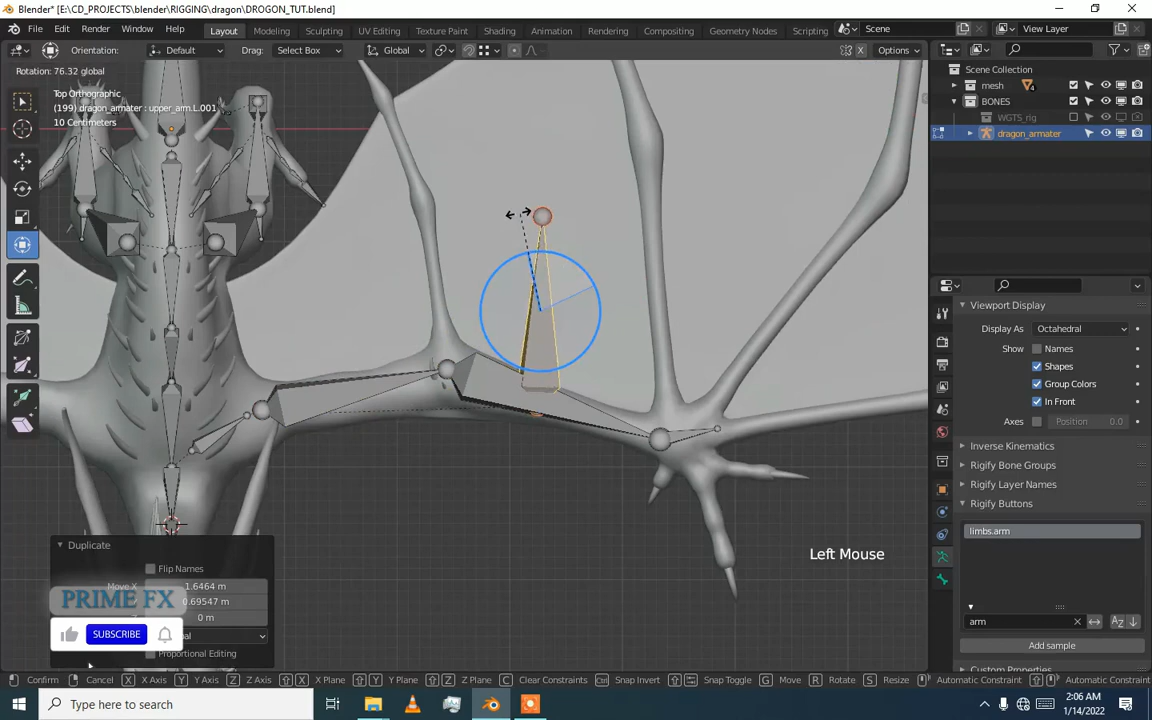 Blender* [E:\CD_PROJECTS\blender\RIGGING\dragon\DROGON_TUT.blend]
File Edit Render Window Help Layout Modeling Sculpting UV Editing Texture Paint Shading Animation Rendering Compositing Geometry Nodes Scripting Scene View Layer
Orientation: Default Drag: Select Box Global X Options
Rotation: 76.32 global
Top Orthographic
(199) dragon_armater : upper_arm.L.001
10 Centimeters
Scene Collection
mesh 4
BONES
WGTS_rig
dragon_armater
Viewport Display
Display As Octahedral
Show Names
Shapes
Group Colors
In Front
Axes Position 0.0
Inverse Kinematics
Rigify Bone Groups
Rigify Layer Names
Rigify Buttons
limbs.arm
arm
Add sample
Custom Properties
Left Mouse
Duplicate
Flip Names
Move X 1.6464 m
0.69547 m
0 m
Proportional Editing
PRIME FX
SUBSCRIBE
Confirm Cancel X X Axis Y Y Axis Z Z Axis X X Plane Y Y Plane Z Z Plane C Clear Constraints Ctrl Snap Invert Snap Toggle G Move R Rotate S Resize Automatic Constraint Automatic Constraint
Type here to search
2:06 AM
1/14/2022